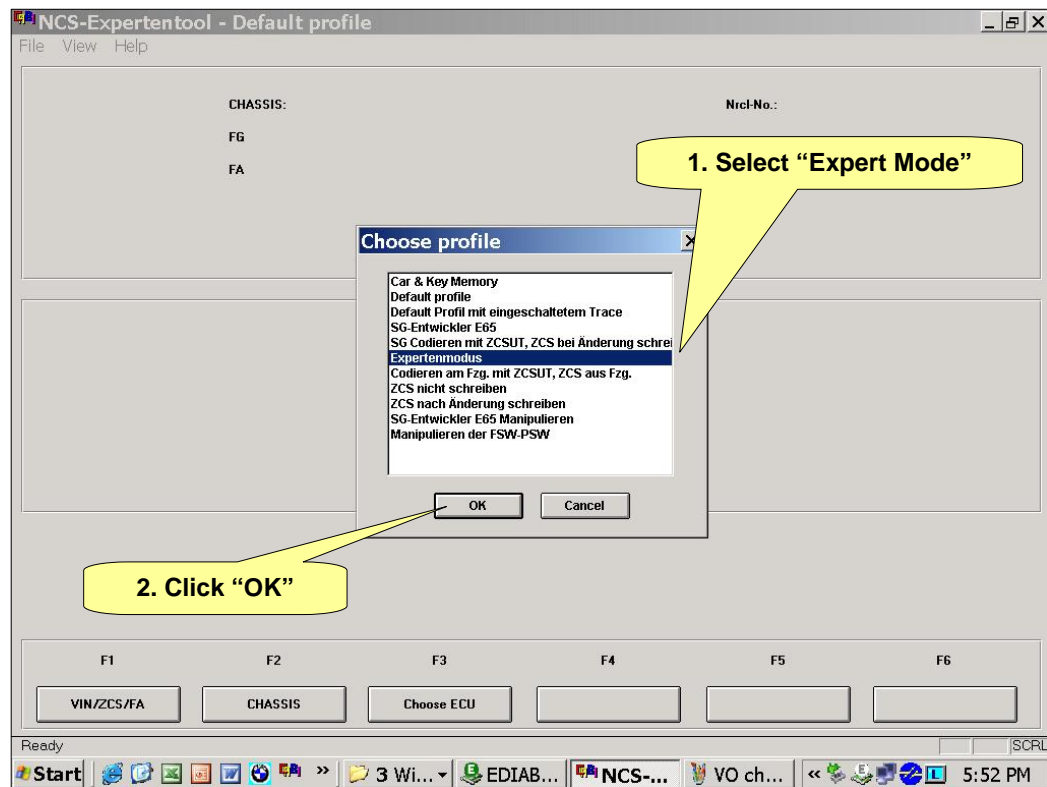 NCS-Expertentool - Default profile
File View Help
CHASSIS:
Nrcl-No.:
FG
FA
1. Select “Expert Mode”
Choose profile
Car & Key Memory
Default profile
Default Profil mit eingeschaltetem Trace
SG-Entwickler E65
SG Codieren mit ZCSUT, ZCS bei Änderung schrei
Expertenmodus
Codieren am Fzg. mit ZCSUT, ZCS aus Fzg.
ZCS nicht schreiben
ZCS nach Änderung schreiben
SG-Entwickler E65 Manipulieren
Manipulieren der FSW-PSW
OK Cancel
2. Click “OK”
F1 F2 F3 F4 F5 F6
VIN/ZCS/FA CHASSIS Choose ECU
Ready SCRL
Start » 3 Wi... EDIAB... NCS-... VO ch... « L 5:52 PM